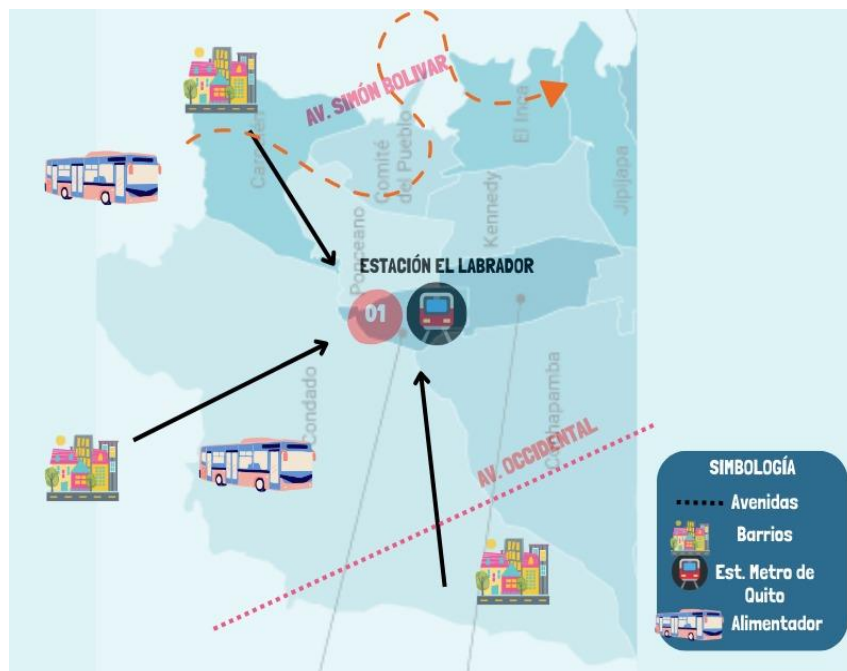 AV. SIMÓN BOLIVAR
Carcelén
Comité
del Pueblo
El Inca
Jipijapa
Kennedy
Ponceano
ESTACIÓN EL LABRADOR
01
Condado
AV. OCCIDENTAL
SIMBOLOGÍA
Avenidas
Barrios
Est. Metro de
Quito
Alimentador